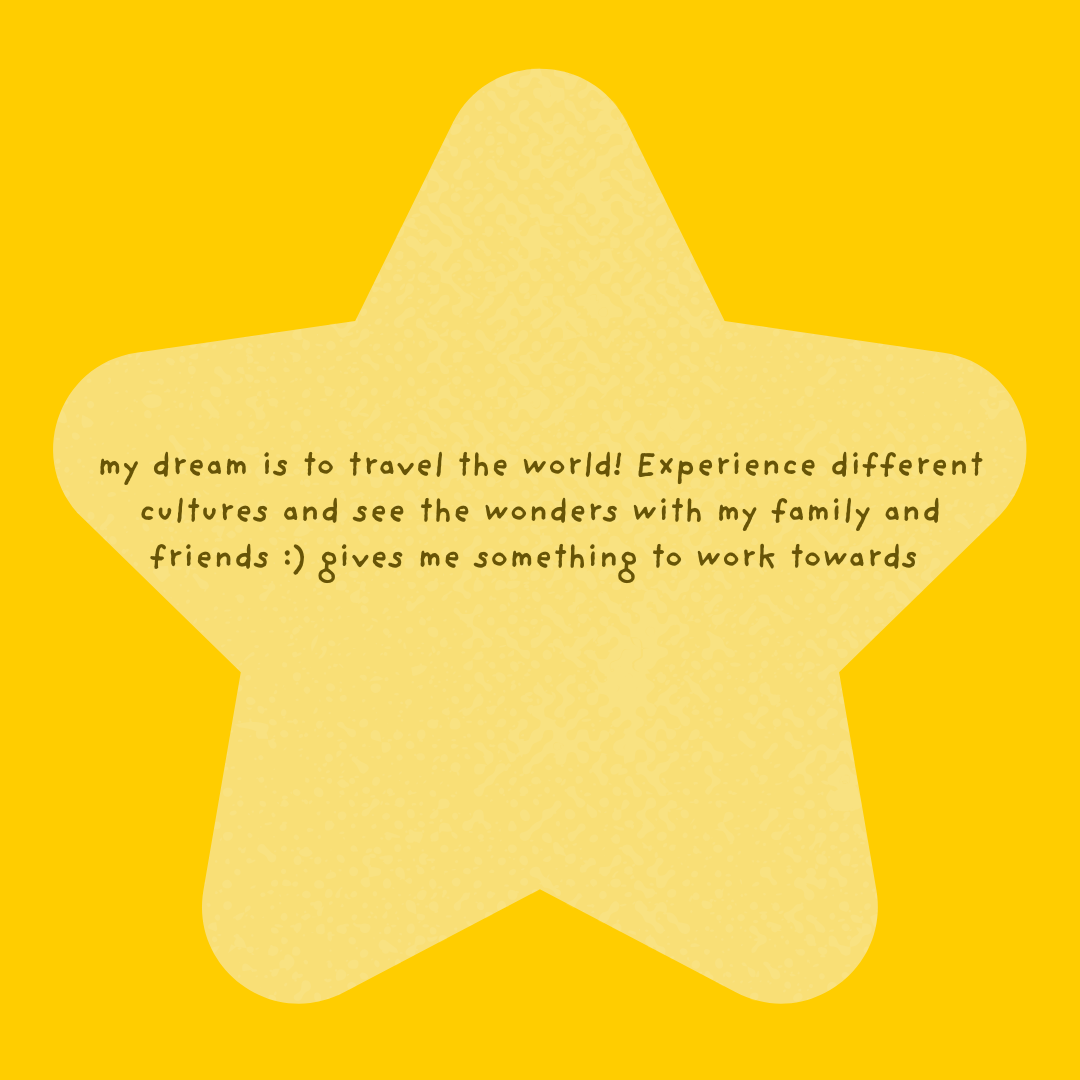 my dream is to travel the world! Experience different
cultures and see the wonders with my family and
friends :) gives me something to work towards